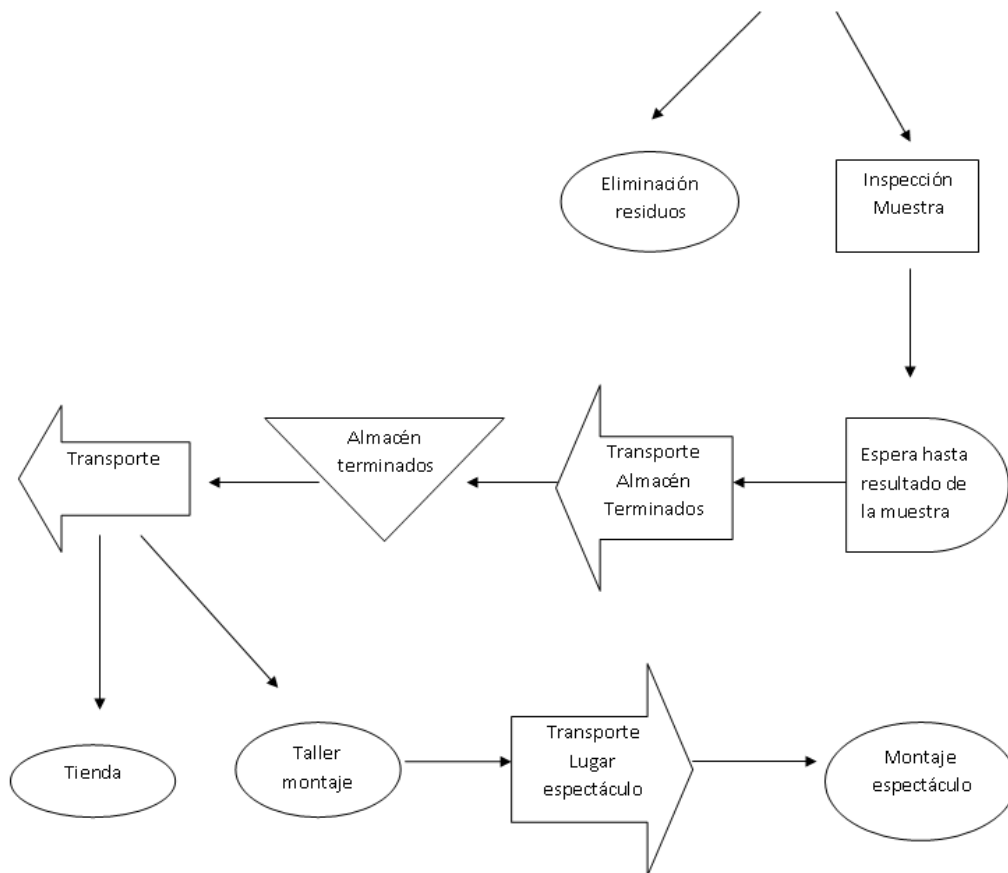 Eliminación
residuos
Inspección
Muestra
Espera hasta
resultado de
la muestra
Transporte
Almacén
Terminados
Almacén
terminados
Transporte
Tienda
Taller
montaje
Transporte
Lugar
espectáculo
Montaje
espectáculo